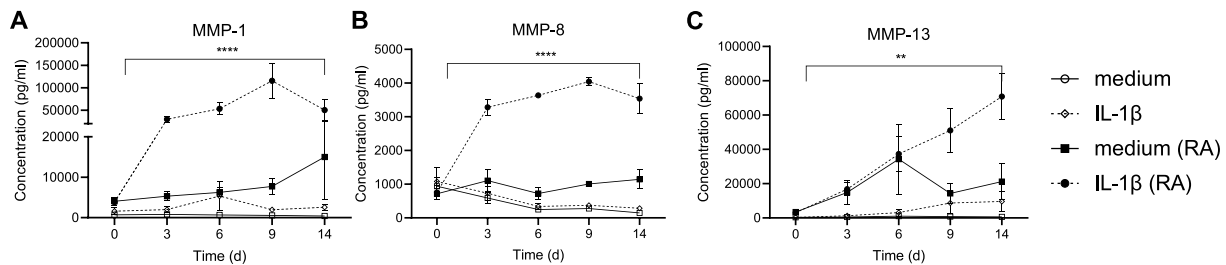 A
MMP-1
Concentration (pg/ml)
200000
150000
100000
50000
20000
10000
0
****
0 3 6 9 14
Time (d)
B
MMP-8
Concentration (pg/ml)
5000
4000
3000
2000
1000
0
****
0 3 6 9 14
Time (d)
C
MMP-13
Concentration (pg/ml)
100000
80000
60000
40000
20000
0
**
0 3 6 9 14
Time (d)
medium
IL-1β
medium (RA)
IL-1β (RA)